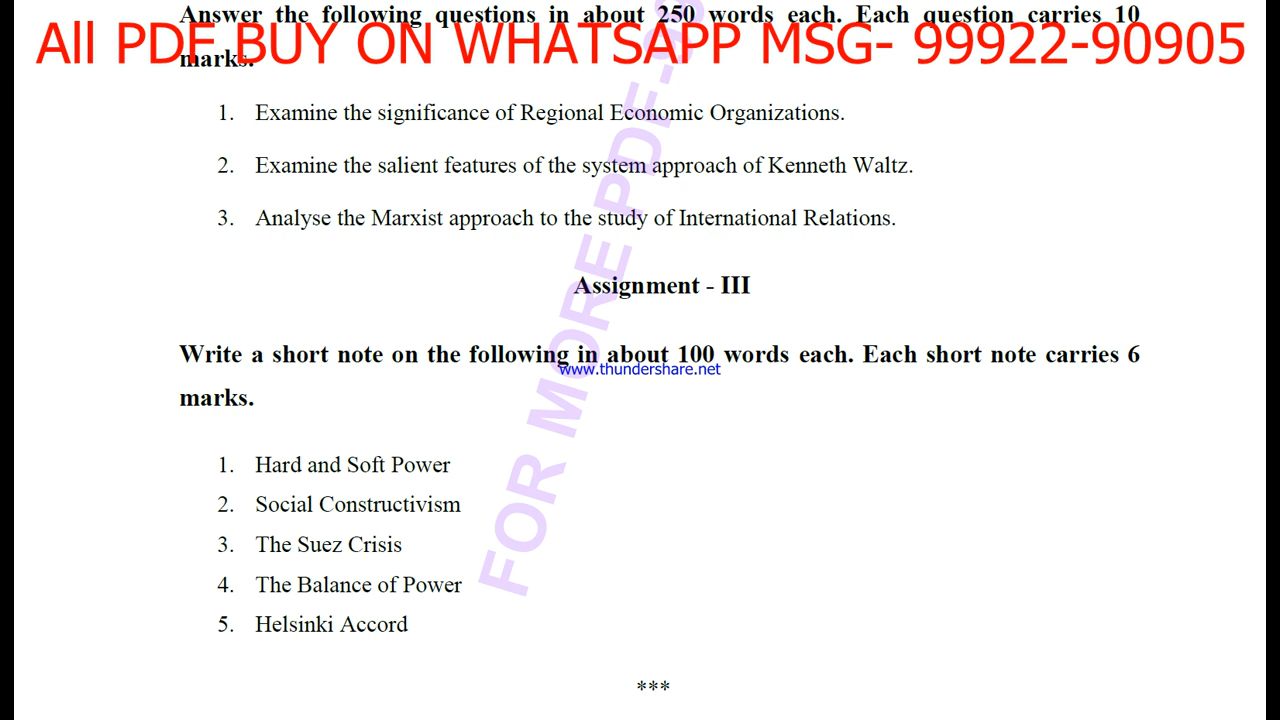 Answer the following questions in about 250 words each. Each question carries 10
All PDF BUY ON WHATSAPP MSG- 99922-90905
marks.
1. Examine the significance of Regional Economic Organizations.
2. Examine the salient features of the system approach of Kenneth Waltz.
3. Analyse the Marxist approach to the study of International Relations.
Assignment - III
Write a short note on the following in about 100 words each. Each short note carries 6
www.thundershare.net
marks.
1. Hard and Soft Power
2. Social Constructivism
3. The Suez Crisis
4. The Balance of Power
5. Helsinki Accord
***
FOR MORE PDF-